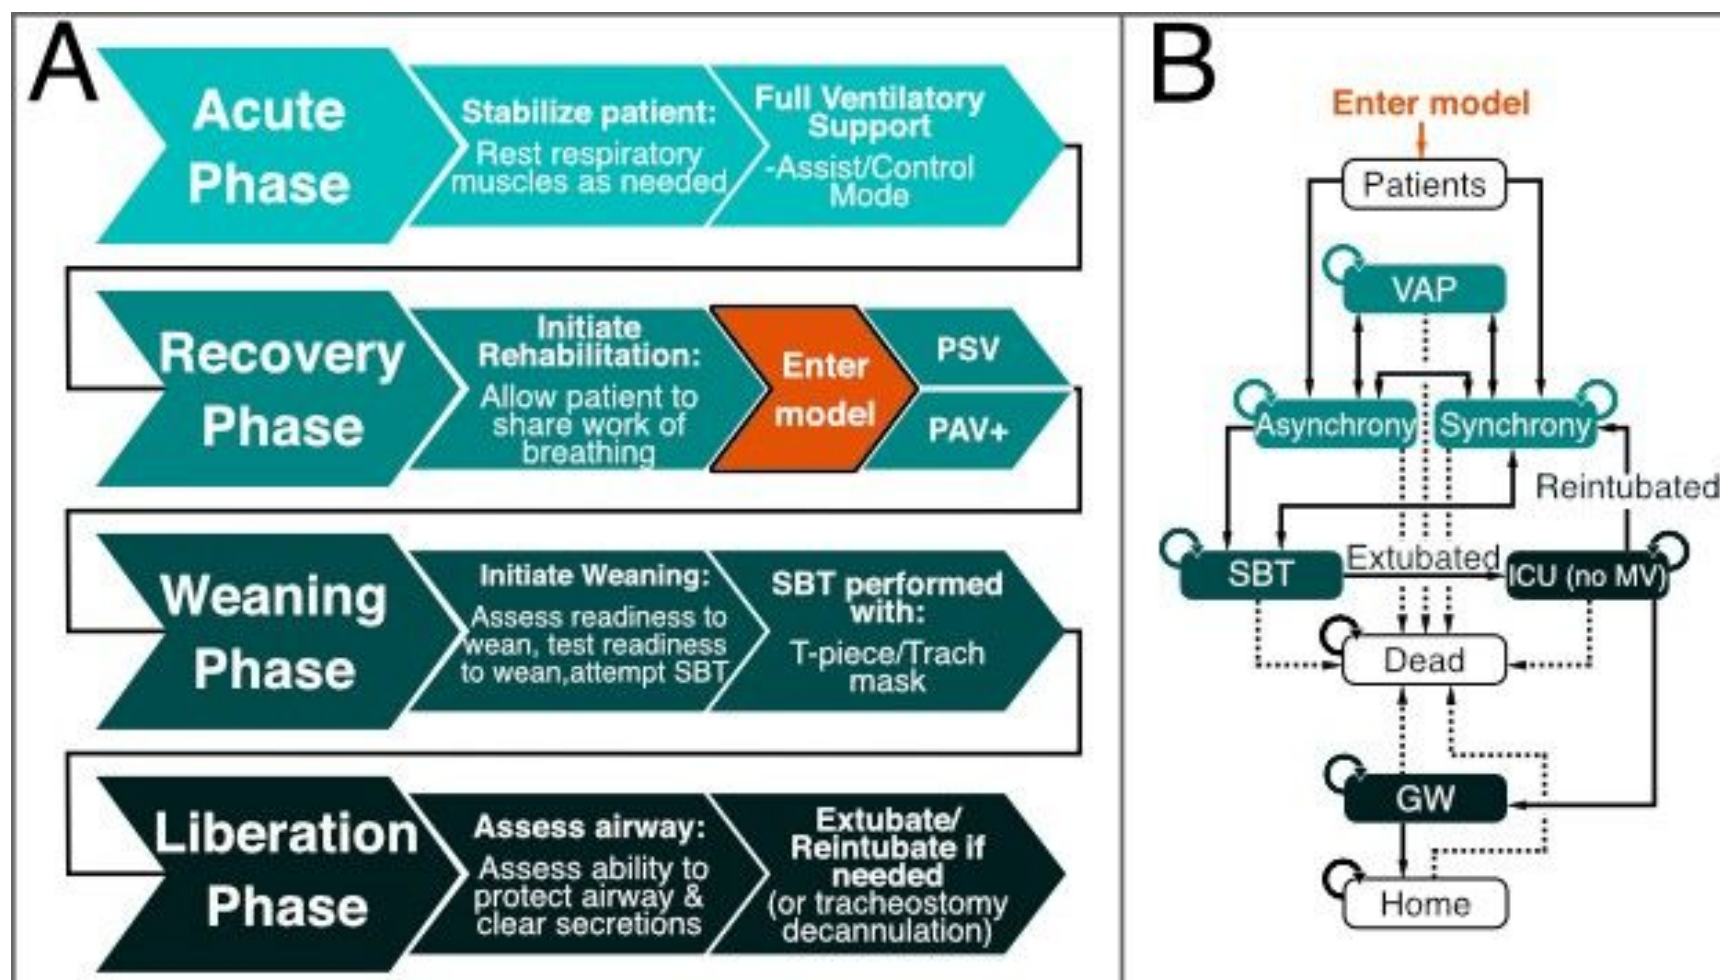 A
Acute
Phase
Stabilize patient:
Rest respiratory
muscles as needed
Full Ventilatory
Support
-Assist/Control
Mode
Recovery
Phase
Initiate
Rehabilitation:
Allow patient to
share work of
breathing
Enter
model
PSV
PAV+
Weaning
Phase
Initiate Weaning:
Assess readiness to
wean, test readiness
to wean,attempt SBT
SBT performed
with:
T-piece/Trach
mask
Liberation
Phase
Assess airway:
Assess ability to
protect airway &
clear secretions
Extubate/
Reintubate if
needed
(or tracheostomy
decannulation)
B
Enter model
Patients
VAP
Asynchrony
Synchrony
Reintubated
SBT
Extubated
ICU (no MV)
Dead
GW
Home